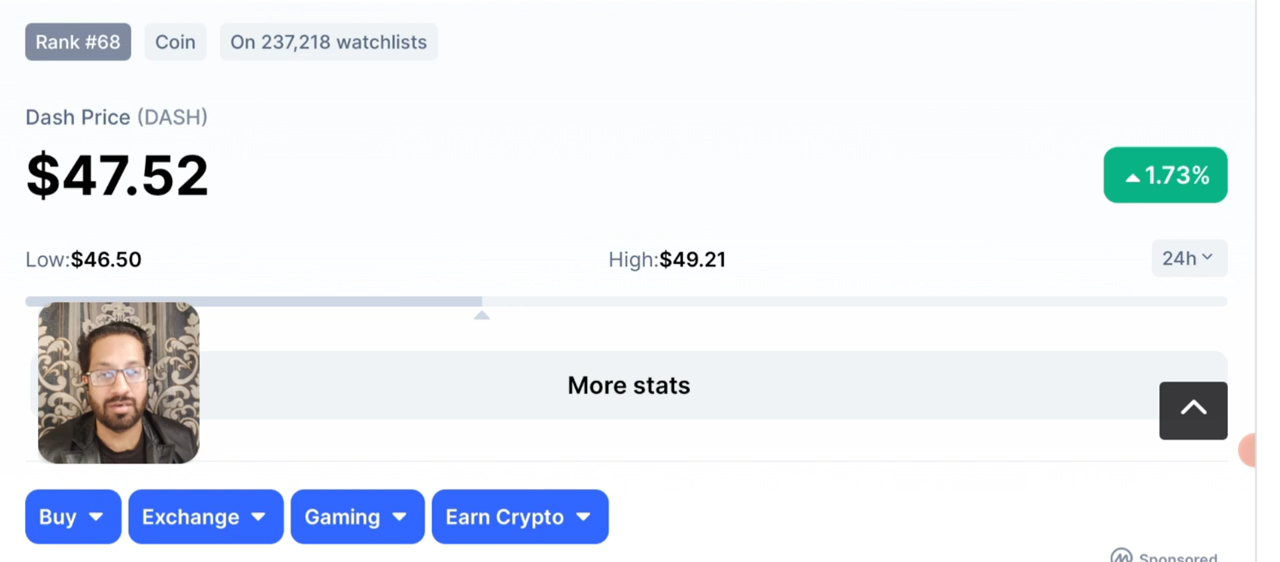 Rank #68 Coin On 237,218 watchlists
Dash Price (DASH)
$47.52
1.73%
Low:$46.50 High:$49.21 24h
More stats
Buy Exchange Gaming Earn Crypto
Sponsored